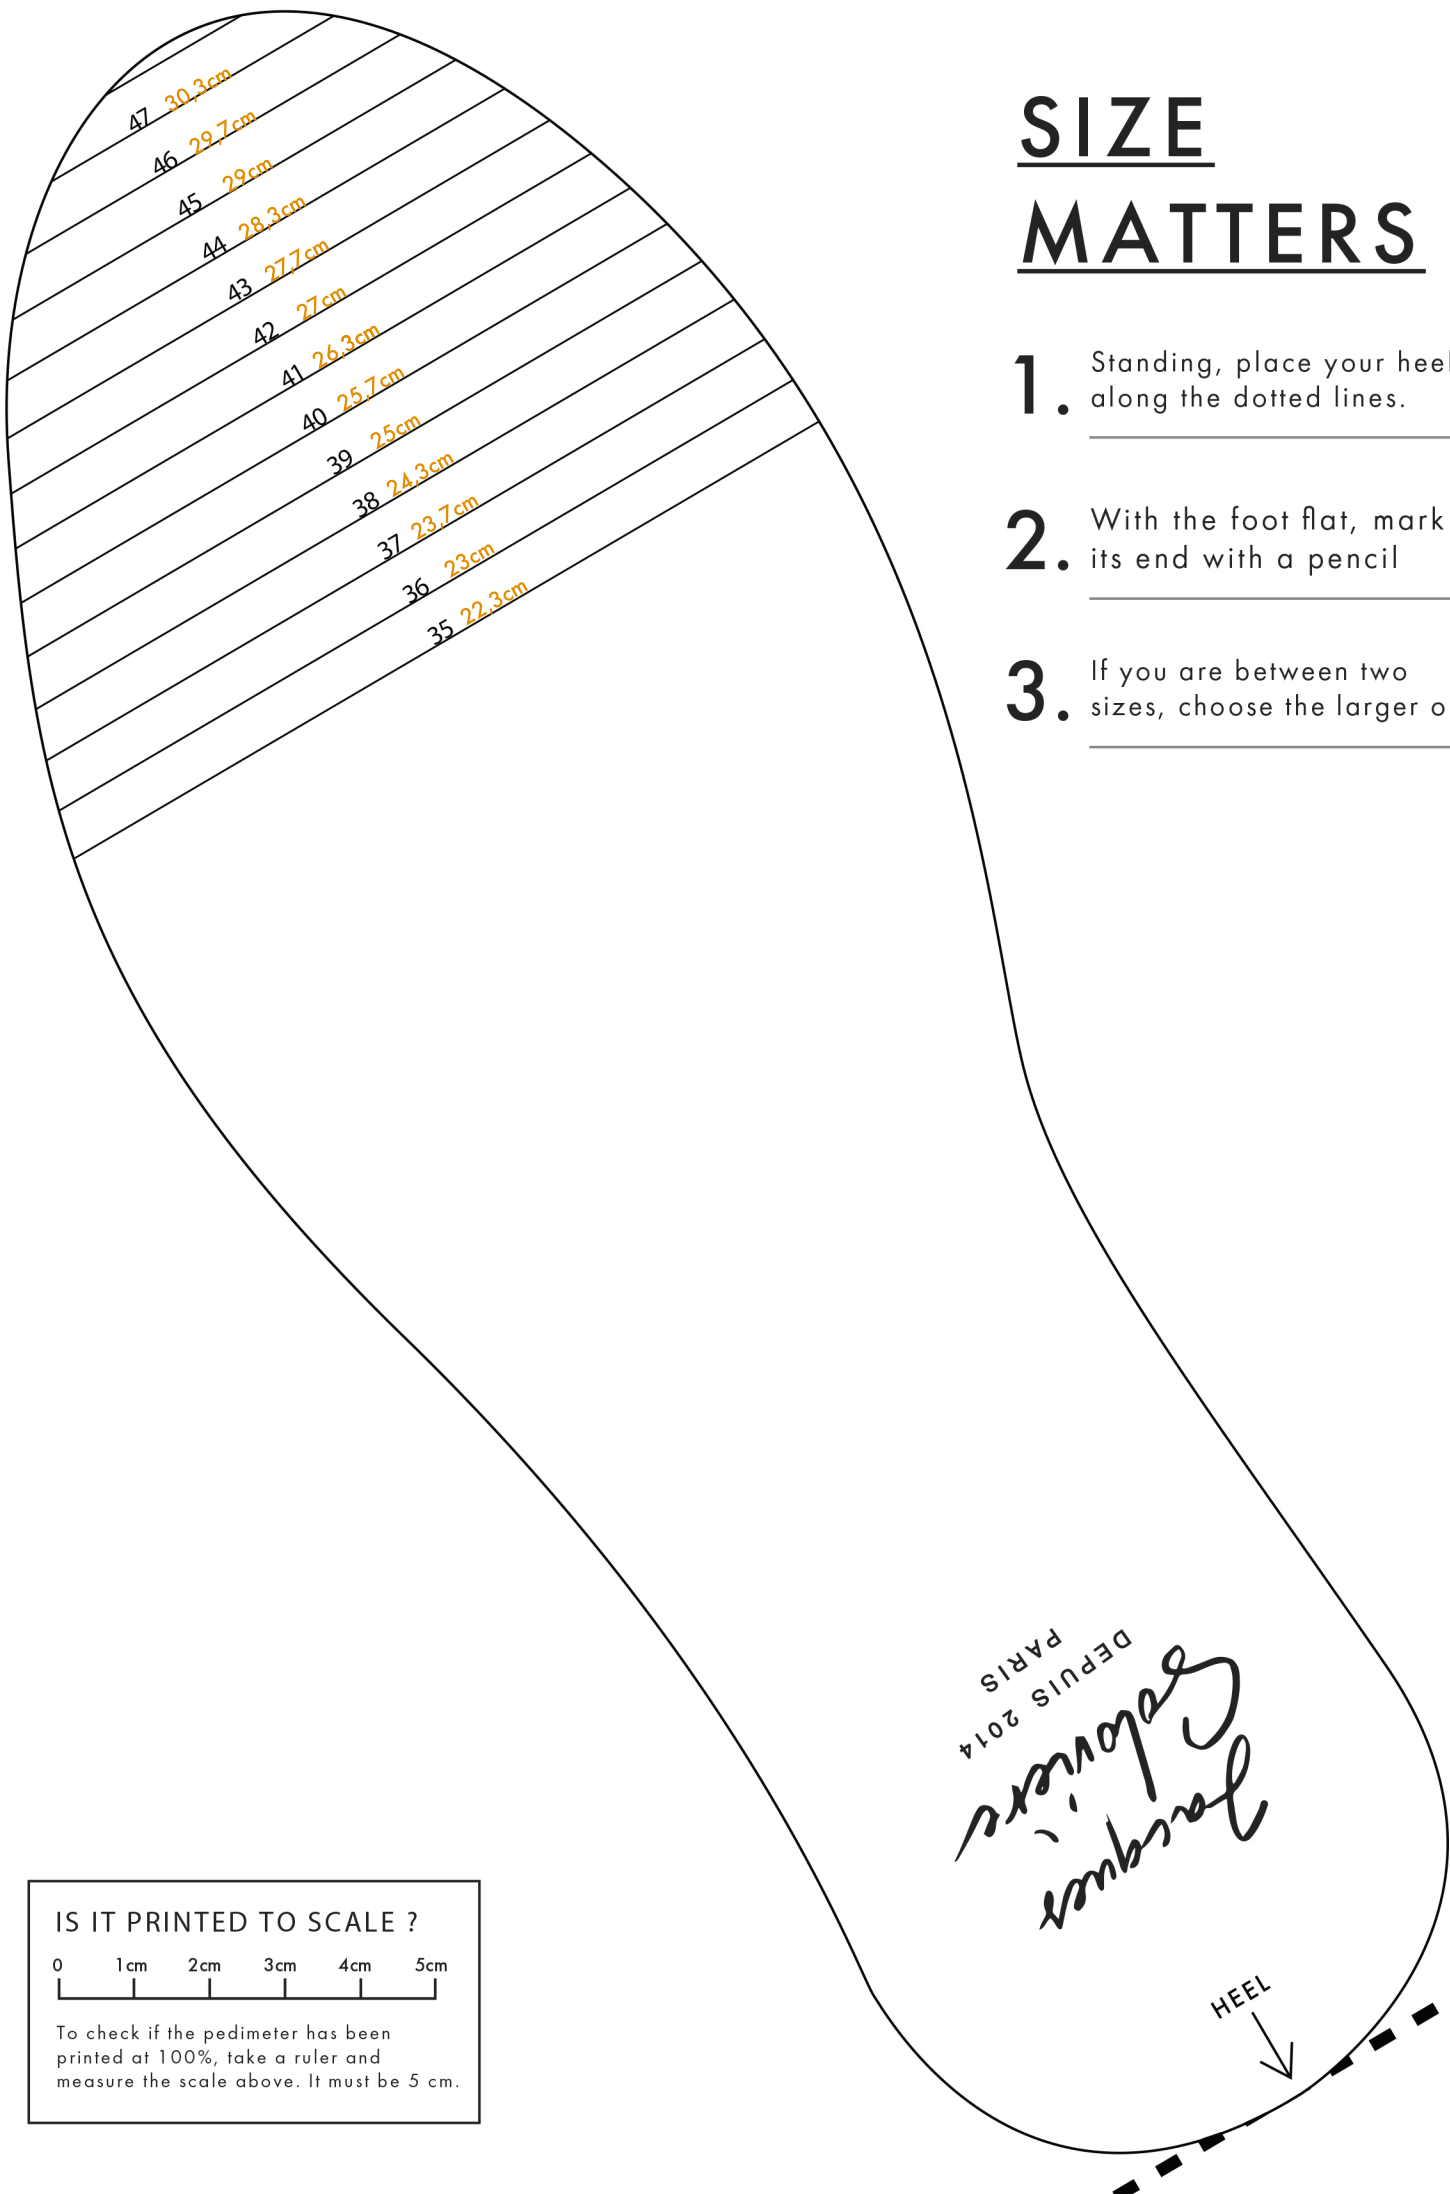 SIZE
MATTERS
1. Standing, place your heel
along the dotted lines.
2. With the foot flat, mark
its end with a pencil
3. If you are between two
sizes, choose the larger o
47 30,3cm
46 29,7cm
45 29cm
44 28,3cm
43 27,7cm
42 27cm
41 26,3cm
40 25,7cm
39 25cm
38 24,3cm
37 23,7cm
36 23cm
35 22,3cm
Jacques
Solovière
DEPUIS 2014
PARIS
HEEL
IS IT PRINTED TO SCALE ?
0 1cm 2cm 3cm 4cm 5cm
To check if the pedimeter has been
printed at 100%, take a ruler and
measure the scale above. It must be 5 cm.